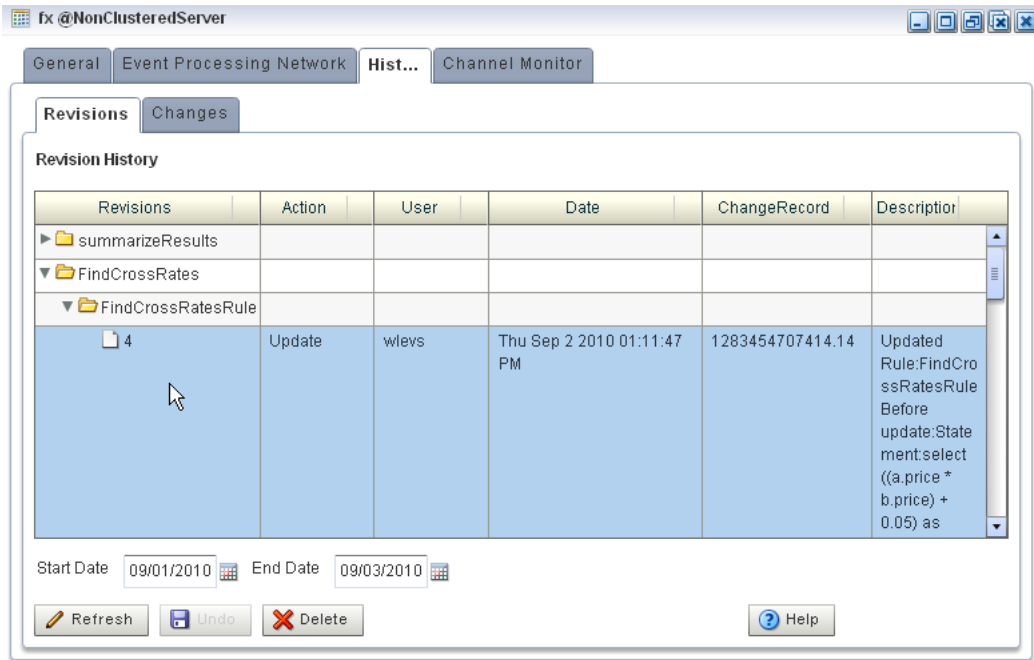 fx @NonClusteredServer
General Event Processing Network Hist... Channel Monitor
Revisions Changes
Revision History
Revisions Action User Date ChangeRecord Description
summarizeResults
FindCrossRates
FindCrossRatesRule
4 Update wlevs Thu Sep 2 2010 01:11:47 1283454707414.14 Updated
PM Rule:FindCro
ssRatesRule
Before
update:State
ment:select
((a.price *
b.price) +
0.05) as
Start Date 09/01/2010 End Date 09/03/2010
Refresh Undo Delete Help